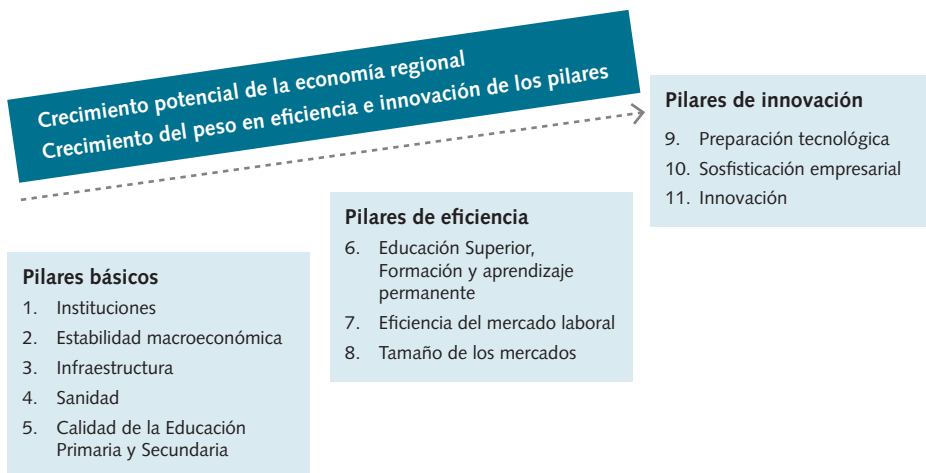 Crecimiento potencial de la economía regional
Crecimiento del peso en eficiencia e innovación de los pilares
Pilares básicos
1. Instituciones
2. Estabilidad macroeconómica
3. Infraestructura
4. Sanidad
5. Calidad de la Educación
Primaria y Secundaria
Pilares de eficiencia
6. Educación Superior,
Formación y aprendizaje
permanente
7. Eficiencia del mercado laboral
8. Tamaño de los mercados
Pilares de innovación
9. Preparación tecnológica
10. Sosfisticación empresarial
11. Innovación